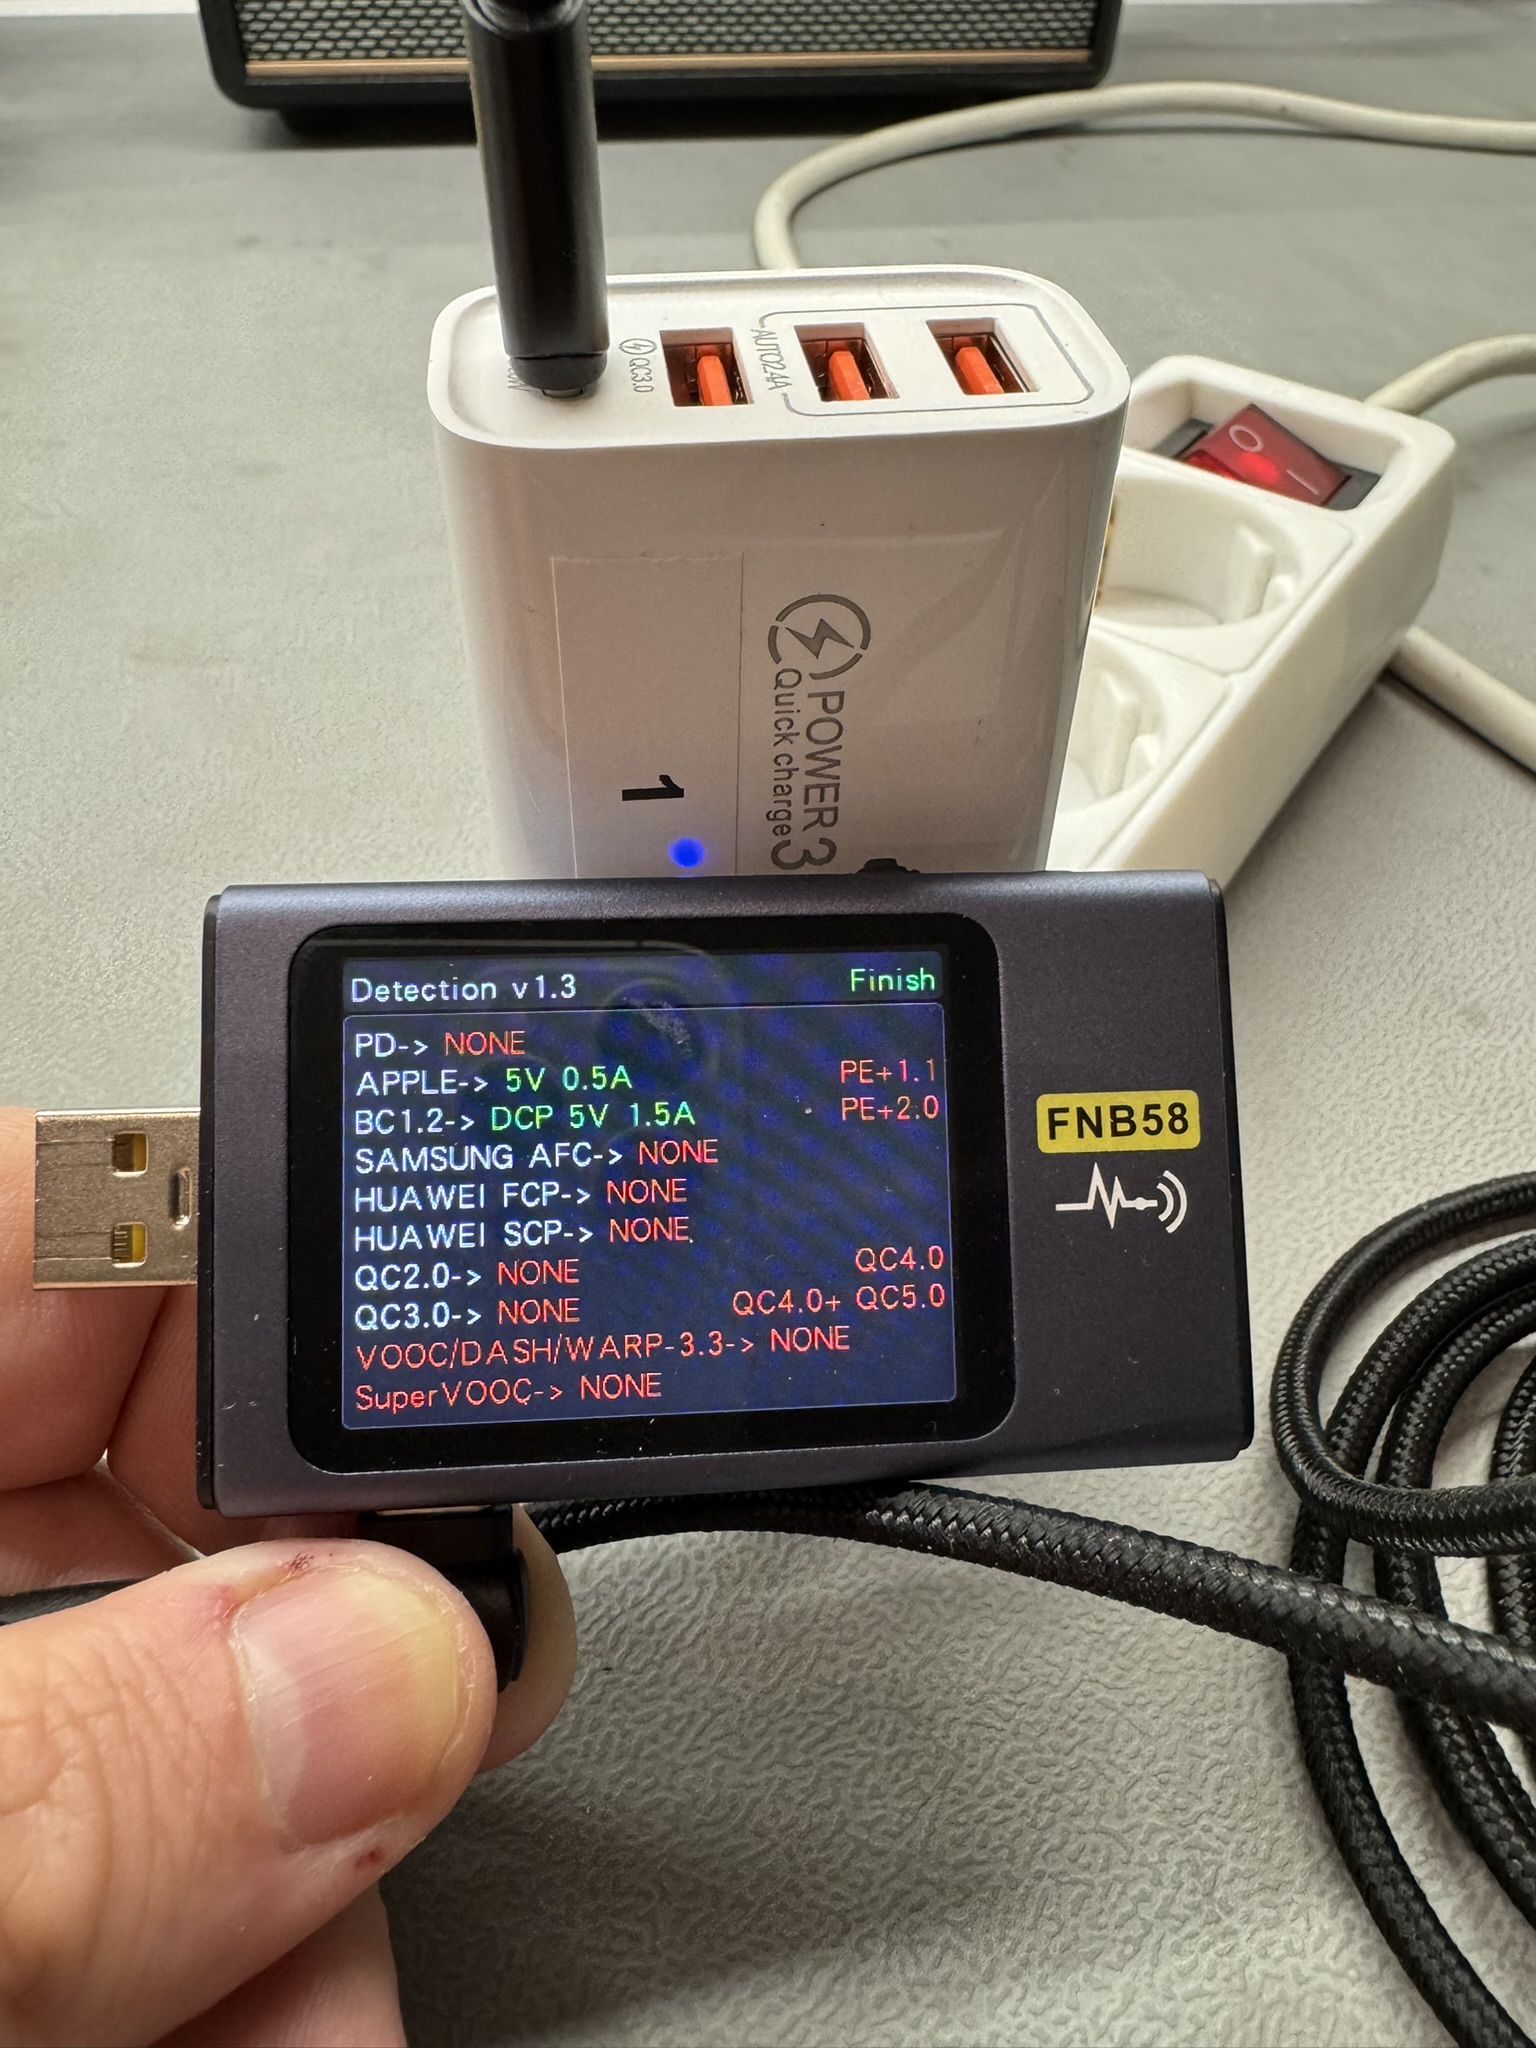 QC3.0
AUTO2.4A
POWER 3
Quick charge 3
1
Detection v1.3 Finish
PD-> NONE
APPLE-> 5V 0.5A PE+1.1
BC1.2-> DCP 5V 1.5A PE+2.0
SAMSUNG AFC-> NONE
HUAWEI FCP-> NONE
HUAWEI SCP-> NONE
QC2.0-> NONE QC4.0
QC3.0-> NONE QC4.0+ QC5.0
VOOC/DASH/WARP-3.3-> NONE
SuperVOOC-> NONE
FNB58